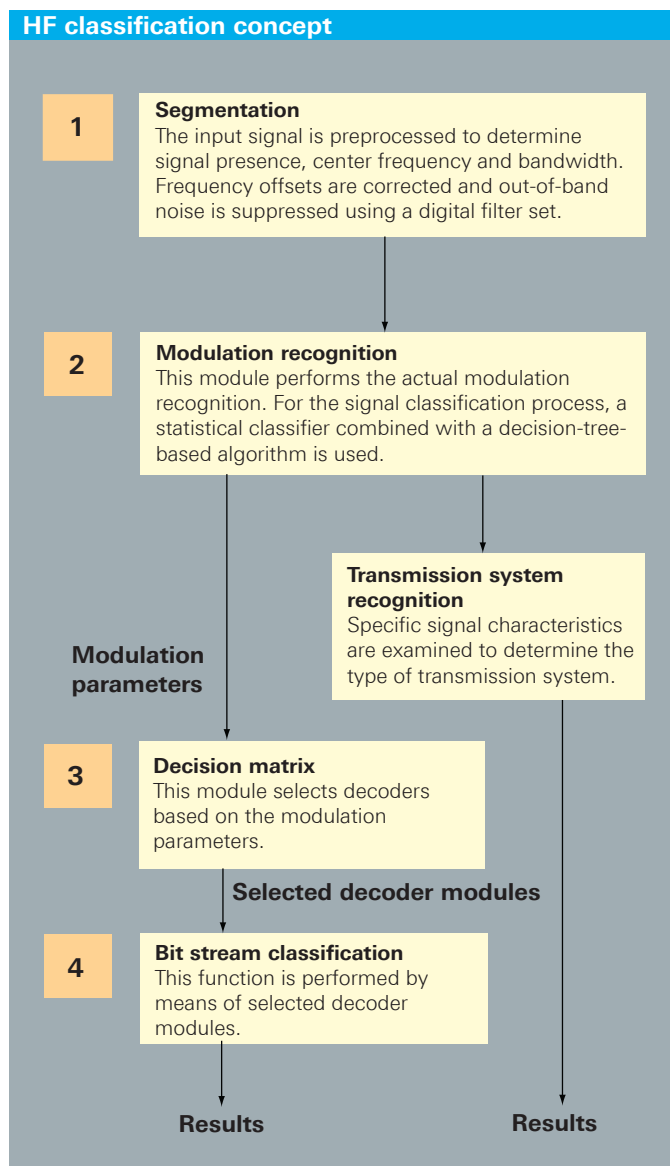 HF classification concept
1
Segmentation
The input signal is preprocessed to determine
signal presence, center frequency and bandwidth.
Frequency offsets are corrected and out-of-band
noise is suppressed using a digital filter set.
2
Modulation recognition
This module performs the actual modulation
recognition. For the signal classification process, a
statistical classifier combined with a decision-tree-
based algorithm is used.
Transmission system
recognition
Specific signal characteristics
are examined to determine the
type of transmission system.
Modulation
parameters
3
Decision matrix
This module selects decoders
based on the modulation
parameters.
Selected decoder modules
4
Bit stream classification
This function is performed by
means of selected decoder
modules.
Results
Results